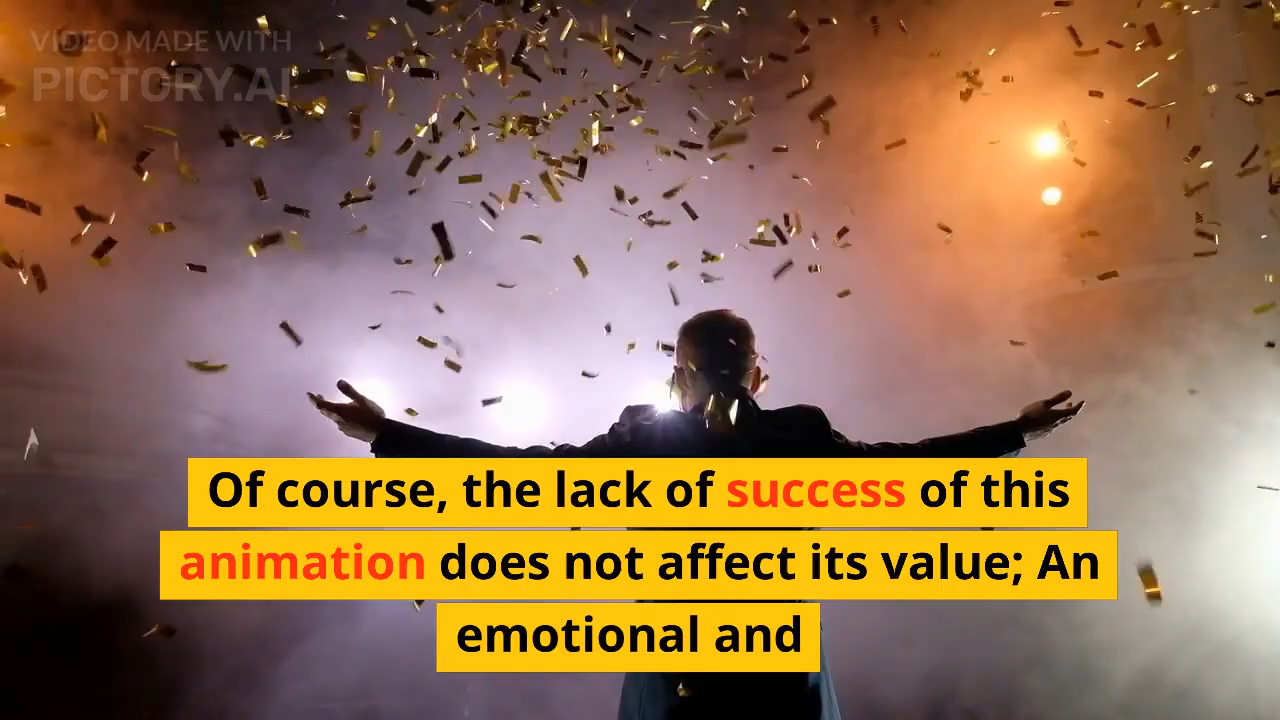 VIDEO MADE WITH
PICTORY.AI
Of course, the lack of success of this
animation does not affect its value; An
emotional and